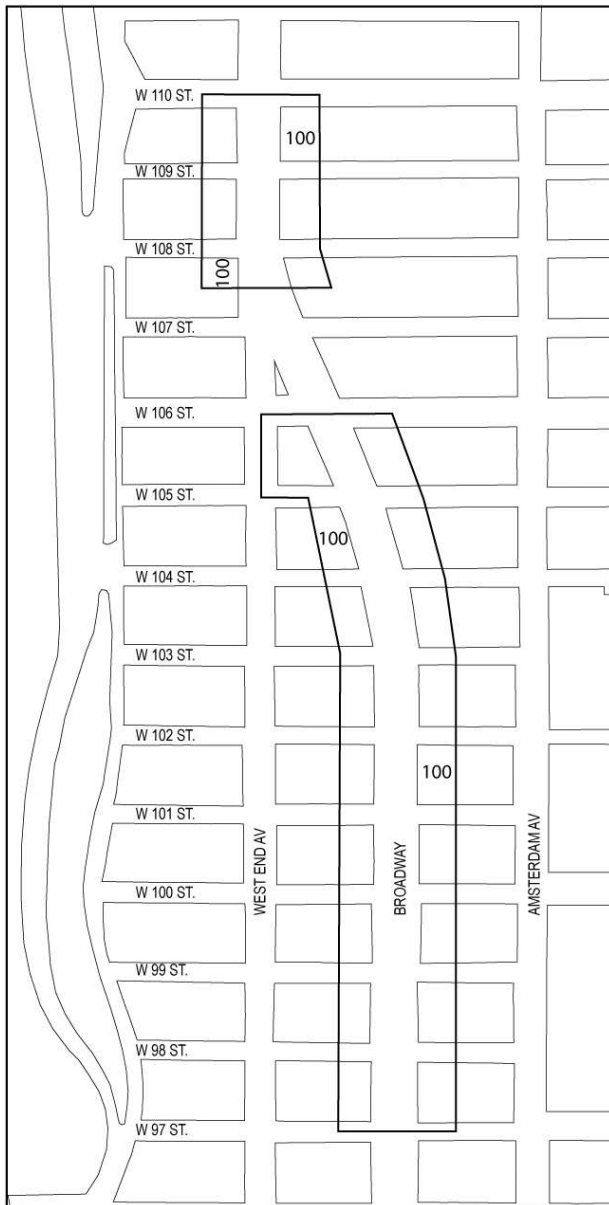 W 110 ST.
100
W 109 ST.
W 108 ST.
100
W 107 ST.
W 106 ST.
W 105 ST.
100
W 104 ST.
W 103 ST.
W 102 ST.
100
W 101 ST.
WEST END AV
BROADWAY
AMSTERDAM AV
W 100 ST.
W 99 ST.
W 98 ST.
W 97 ST.